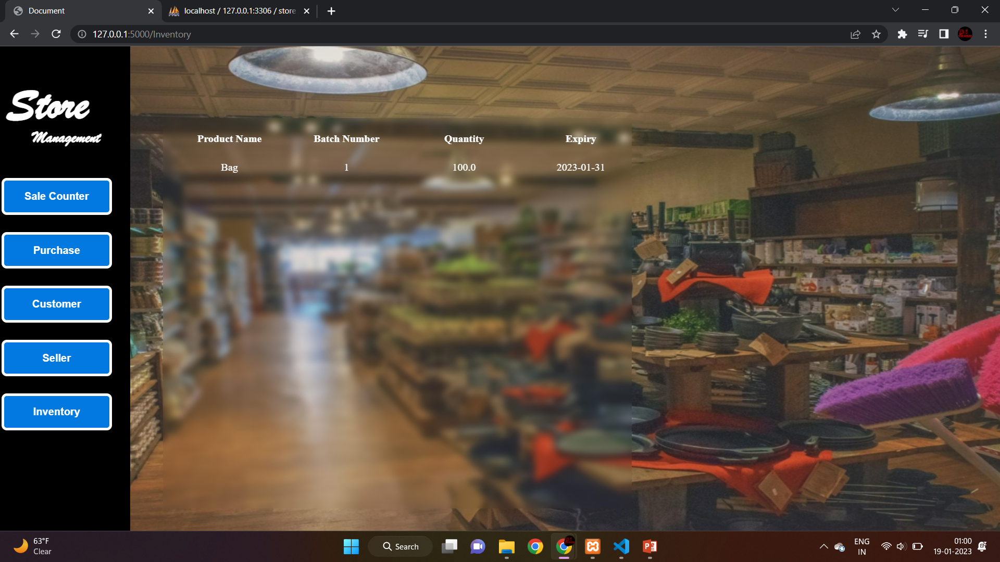 Document
localhost / 127.0.0.1:3306 / store
127.0.0.1:5000/Inventory
Store
Management
Sale Counter
Purchase
Customer
Seller
Inventory
Product Name Batch Number Quantity Expiry
Bag 1 100.0 2023-01-31
63°F
Clear
Search
ENG
IN
01:00
19-01-2023